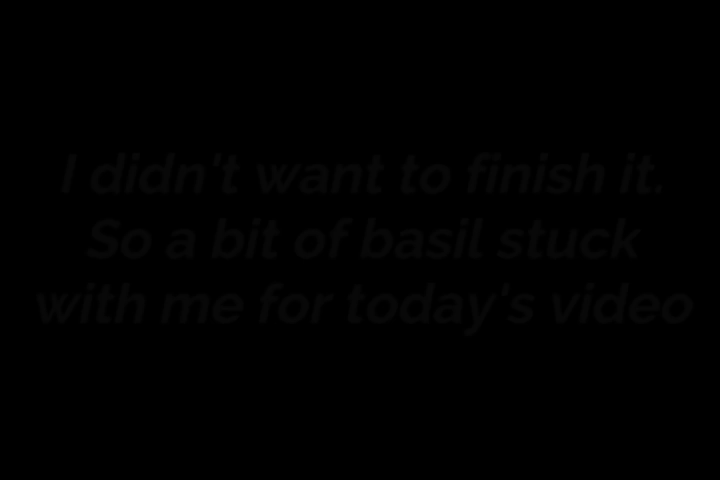 I didn't want to finish it.
So a bit of basil stuck
with me for today's video